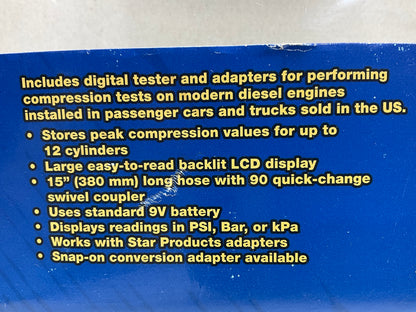 Includes digital tester and adapters for performing
compression tests on modern diesel engines
installed in passenger cars and trucks sold in the US.
• Stores peak compression values for up to
12 cylinders
• Large easy-to-read backlit LCD display
• 15” (380 mm) long hose with 90 quick-change
swivel coupler
• Uses standard 9V battery
• Displays readings in PSI, Bar, or kPa
• Works with Star Products adapters
• Snap-on conversion adapter available